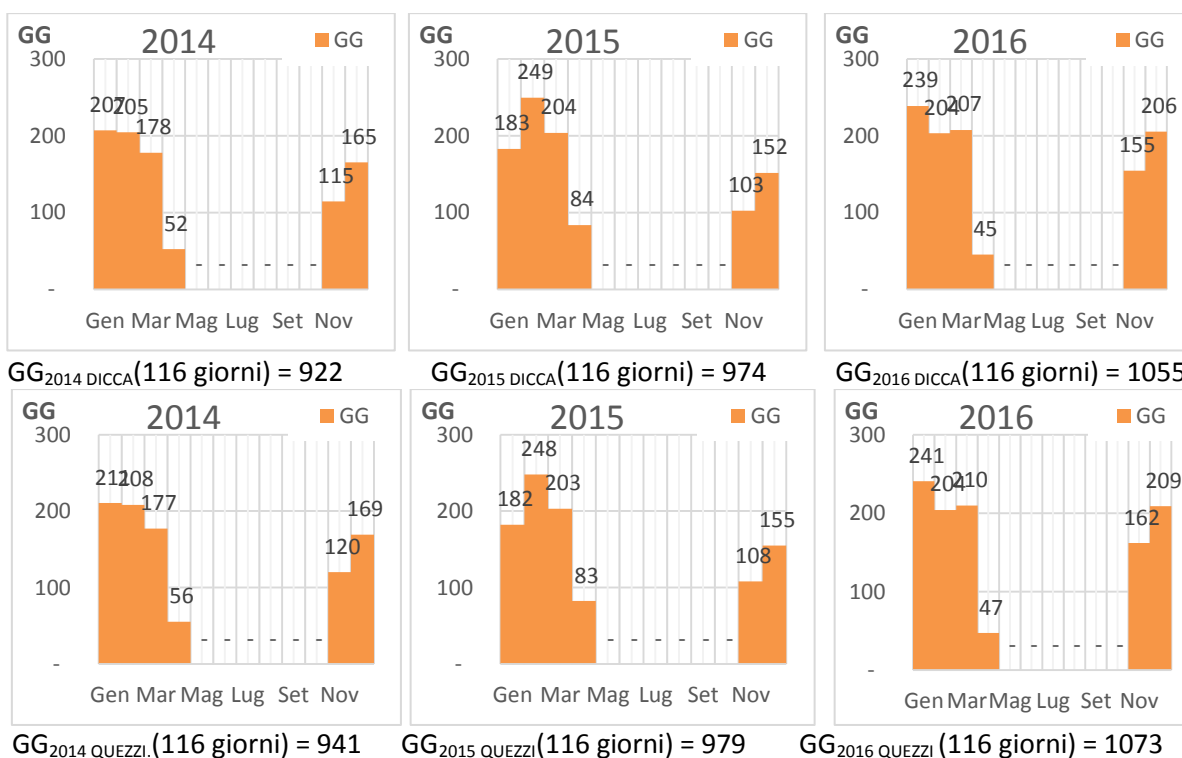 GG 2014 GG
300
207 205 178 165
200
115
100
52
- - - - - -
-
Gen Mar Mag Lug Set Nov
GG 2015 GG
300
249
183 204
200
152
103
100
84
- - - - - -
-
Gen Mar Mag Lug Set Nov
GG 2016 GG
300
239
204 207 206
200
155
100
45
- - - - - -
-
Gen Mar Mag Lug Set Nov
GG2014 DICCA(116 giorni) = 922
GG2015 DICCA(116 giorni) = 974
GG2016 DICCA(116 giorni) = 1055
GG 2014 GG
300
211 208
177 169
200
120
100
56
- - - - - -
-
Gen Mar Mag Lug Set Nov
GG 2015 GG
300
248
182 203
200
155
108
100
83
- - - - - -
-
Gen Mar Mag Lug Set Nov
GG 2016 GG
300
241
204 210 209
200
162
100
47
- - - - - -
-
Gen Mar Mag Lug Set Nov
GG2014 QUEZZI.(116 giorni) = 941
GG2015 QUEZZI(116 giorni) = 979
GG2016 QUEZZI (116 giorni) = 1073